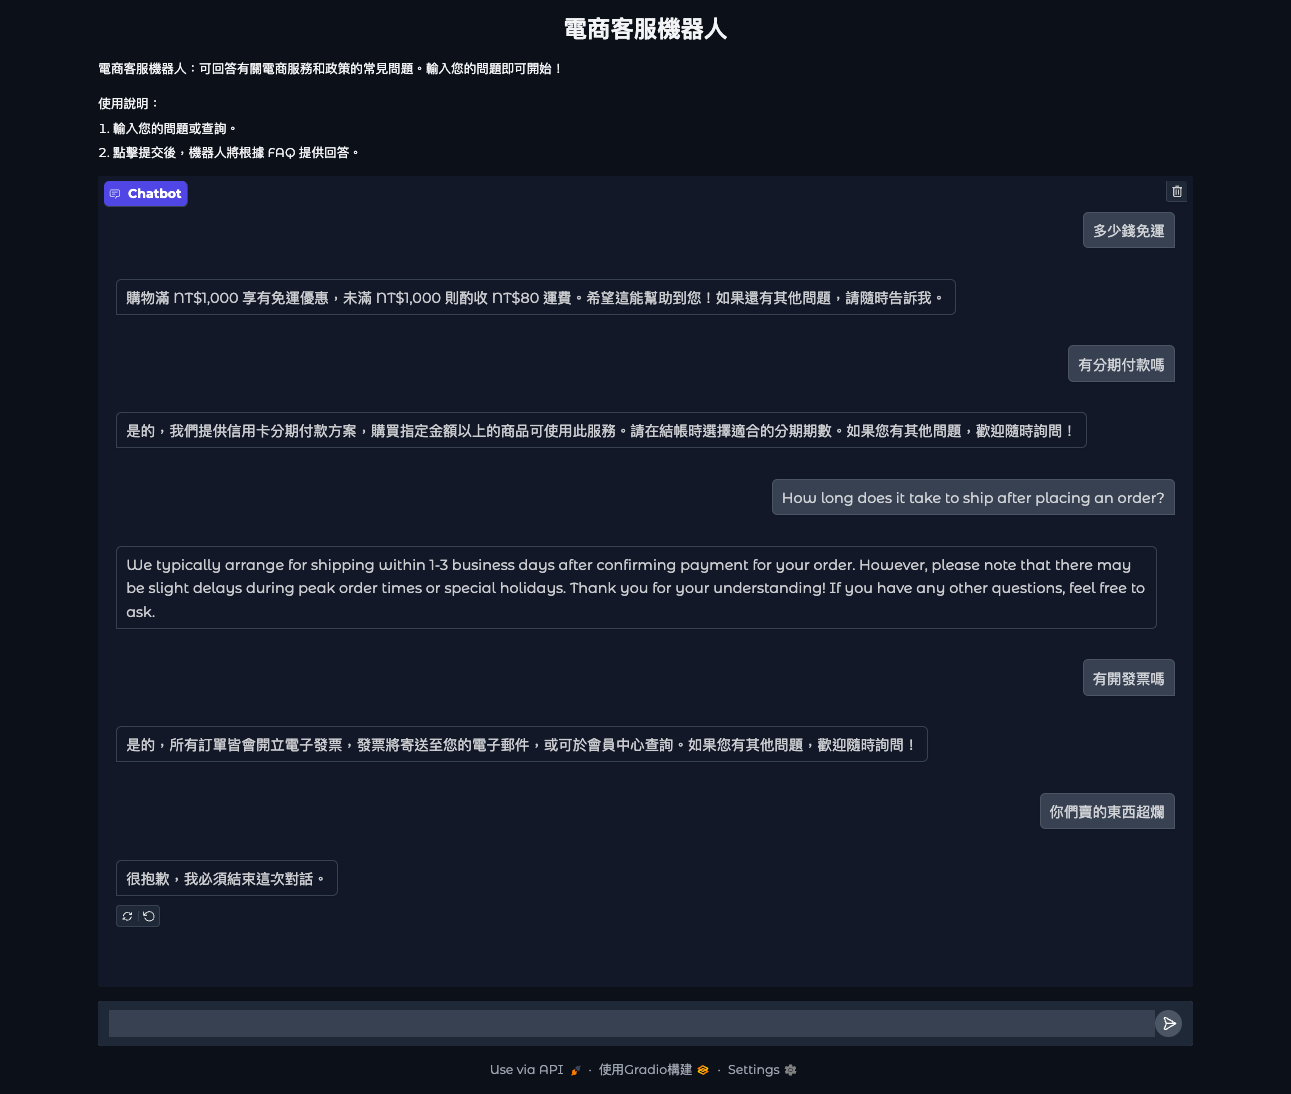 電商客服機器人
電商客服機器人：可回答有關電商服務和政策的常見問題。輸入您的問題即可開始！
使用說明：
1. 輸入您的問題或查詢。
2. 點擊提交後，機器人將根據 FAQ 提供回答。
Chatbot
多少錢免運
購物滿 NT$1,000 享有免運優惠，未滿 NT$1,000 則酌收 NT$80 運費。希望這能幫助到您！如果還有其他問題，請隨時告訴我。
有分期付款嗎
是的，我們提供信用卡分期付款方案，購買指定金額以上的商品可使用此服務。請在結帳時選擇適合的分期期數。如果您有其他問題，歡迎隨時詢問！
How long does it take to ship after placing an order?
We typically arrange for shipping within 1-3 business days after confirming payment for your order. However, please note that there may
be slight delays during peak order times or special holidays. Thank you for your understanding! If you have any other questions, feel free to
ask.
有開發票嗎
是的，所有訂單皆會開立電子發票，發票將寄送至您的電子郵件，或可於會員中心查詢。如果您有其他問題，歡迎隨時詢問！
你們賣的東西超爛
很抱歉，我必須結束這次對話。
Use via API · 使用Gradio構建 · Settings